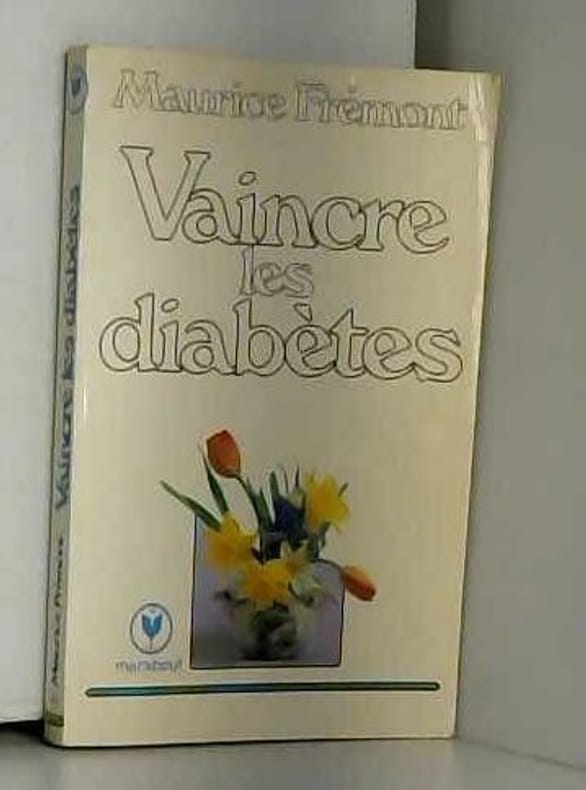 Maurice Frémont
Vaincre
les
diabètes
marabout
Maurice Frémont Vaincre les diabètes